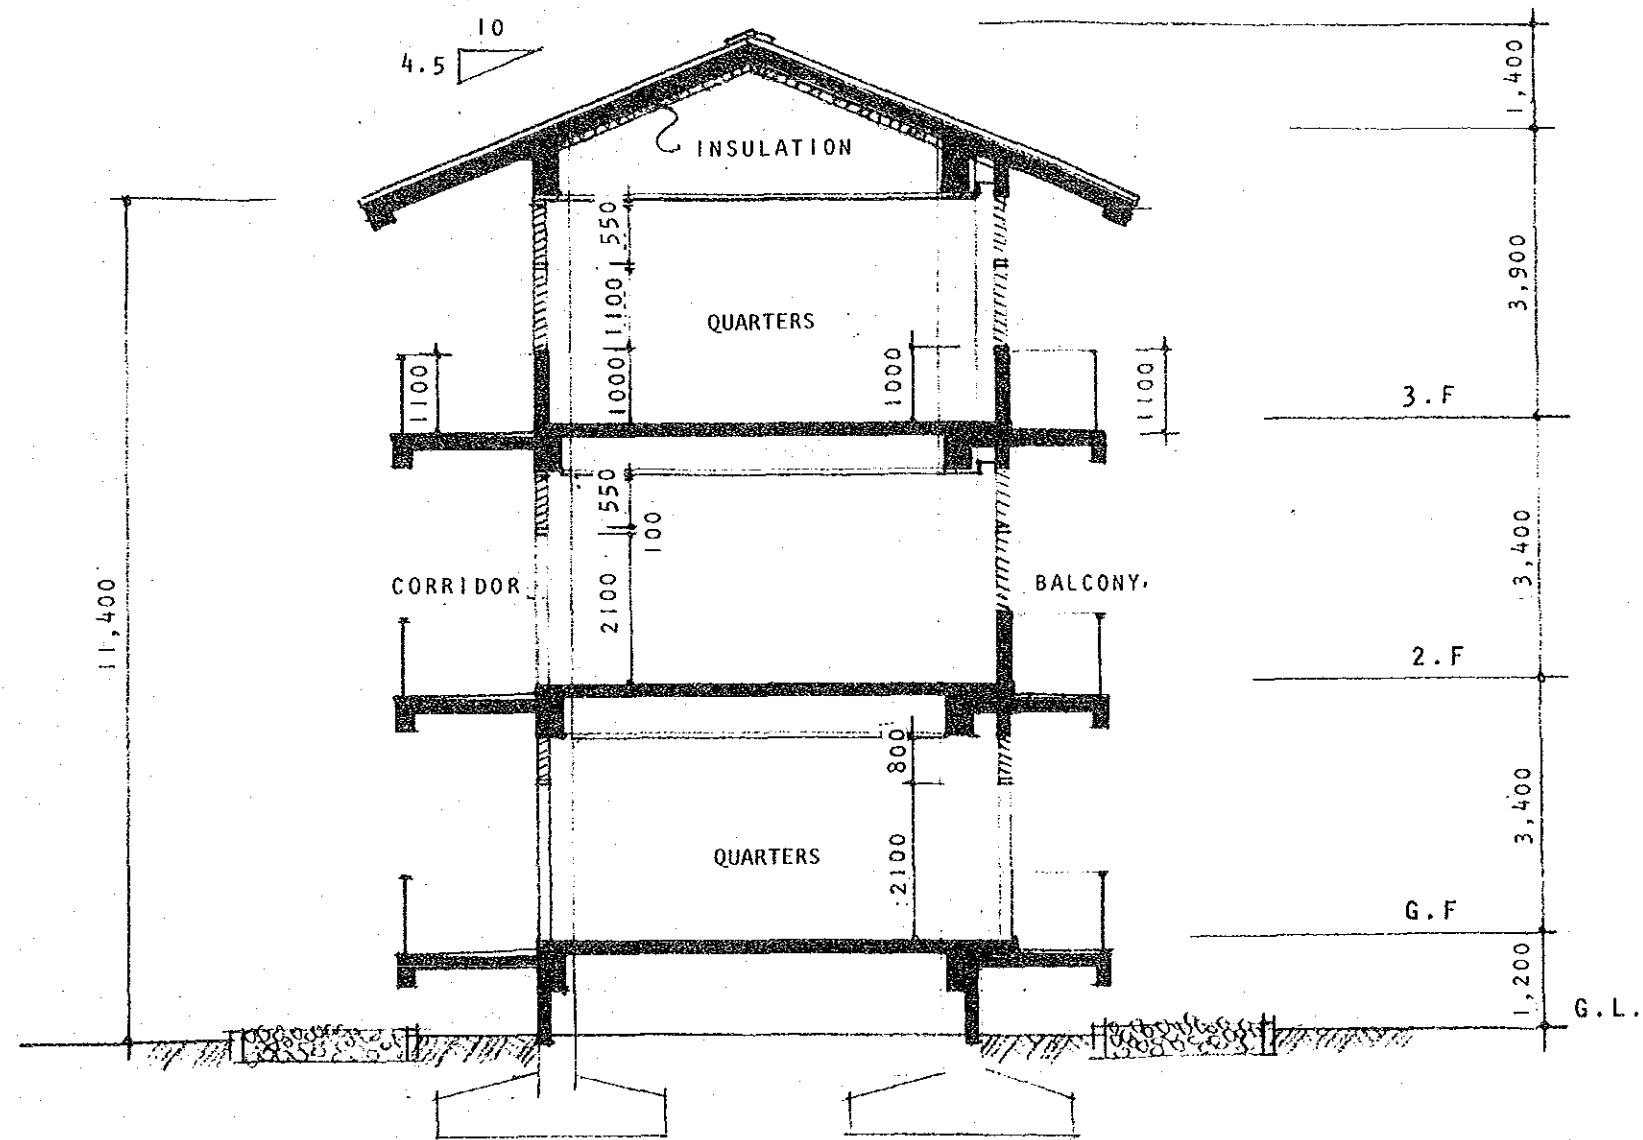 10
4.5
1,400
INSULATION
550
3,900
1100
QUARTERS
1000
1000
1100
1100
3.F
550
100
3,400
CORRIDOR
BALCONY
2100
11,400
2.F
800
3,400
QUARTERS
2100
G.F
1,200
G.L.